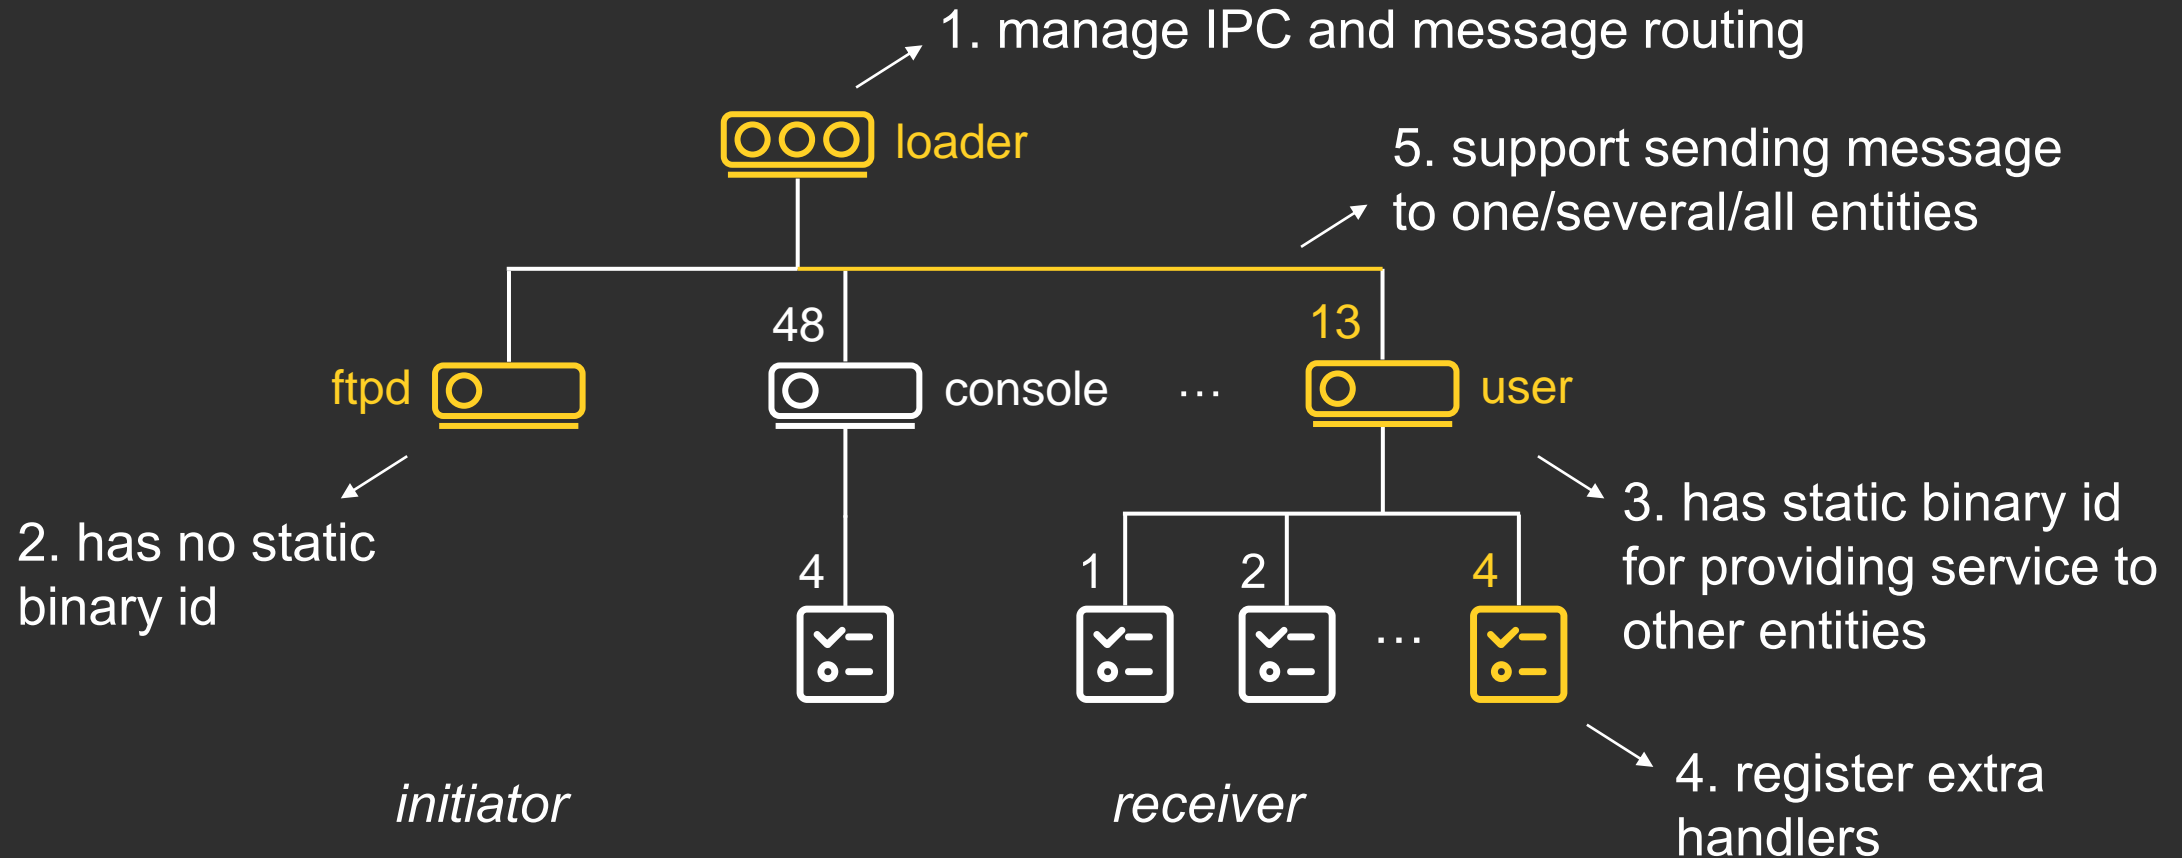 1. manage IPC and message routing
loader
5. support sending message
to one/several/all entities
48
13
ftpd
console
...
user
2. has no static
binary id
3. has static binary id
for providing service to
other entities
4
1
2
...
4
initiator
receiver
4. register extra
handlers